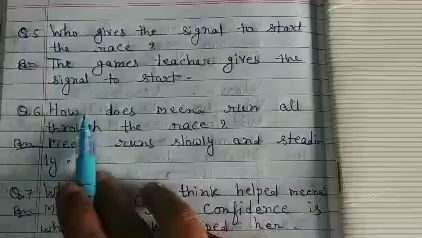 Q.5 Who gives the signal to start
the race?
Ans The games teacher gives the
signal to start.
Q.6 How does meena run all
through the race?
Ans runs slowly and steadi
ly.
Q.7 think helped meena
Ans Confidence is
her.